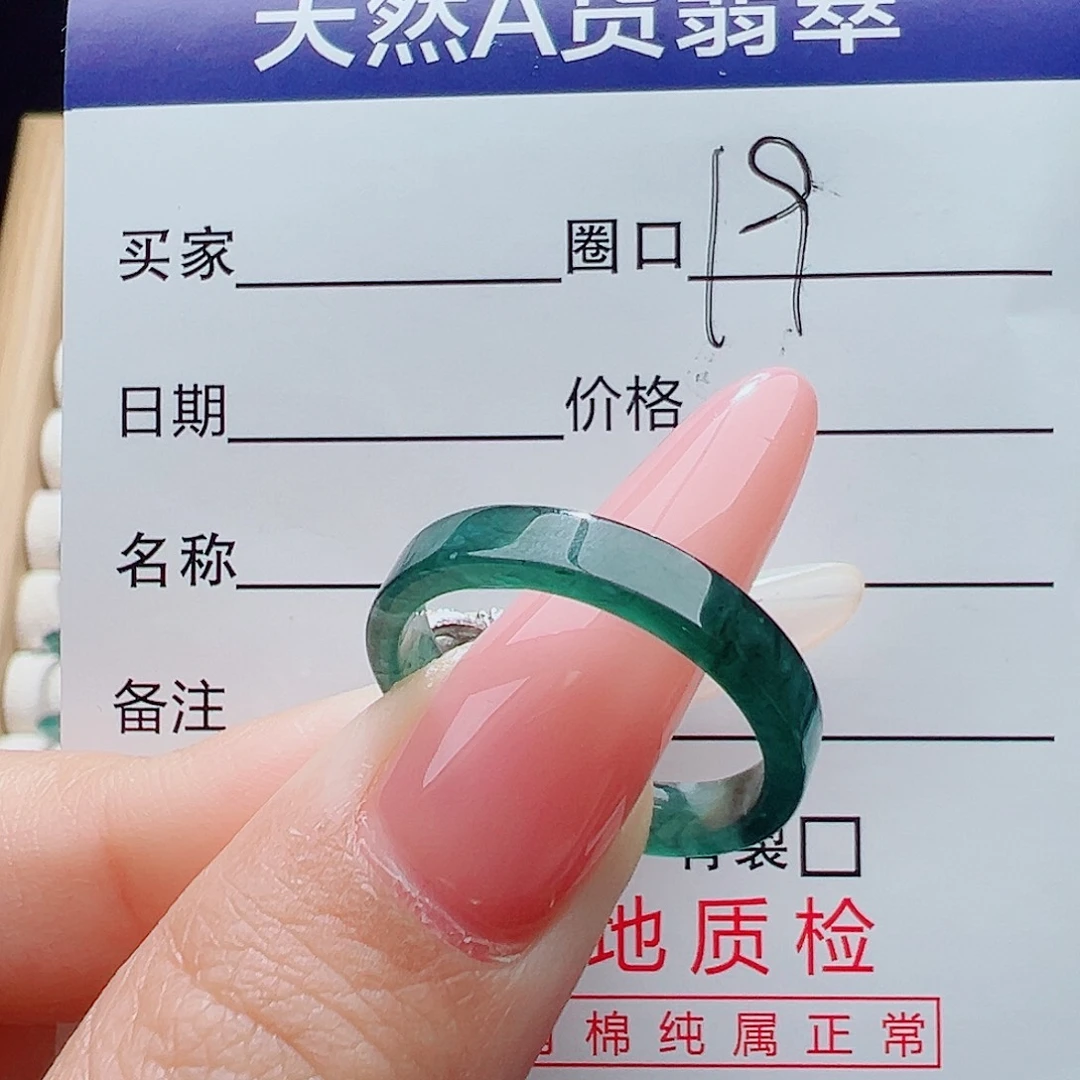 天然A货翡翠
买家 圈口 19
日期 价格
名称
备注
有裂
地质检
棉纯属正常